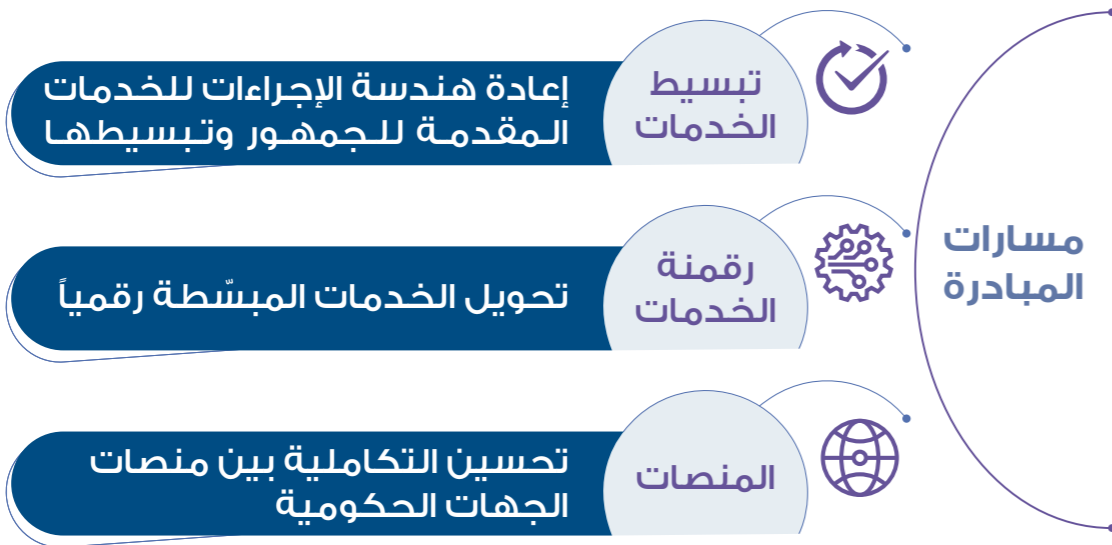 مسارات
المبادرة
تبسيط
الخدمات
إعادة هندسة الإجراءات للخدمات
المقدمة للجمهور وتبسيطها
رقمنة
الخدمات
تحويل الخدمات المبسّطة رقمياً
المنصات
تحسين التكاملية بين منصات
الجهات الحكومية